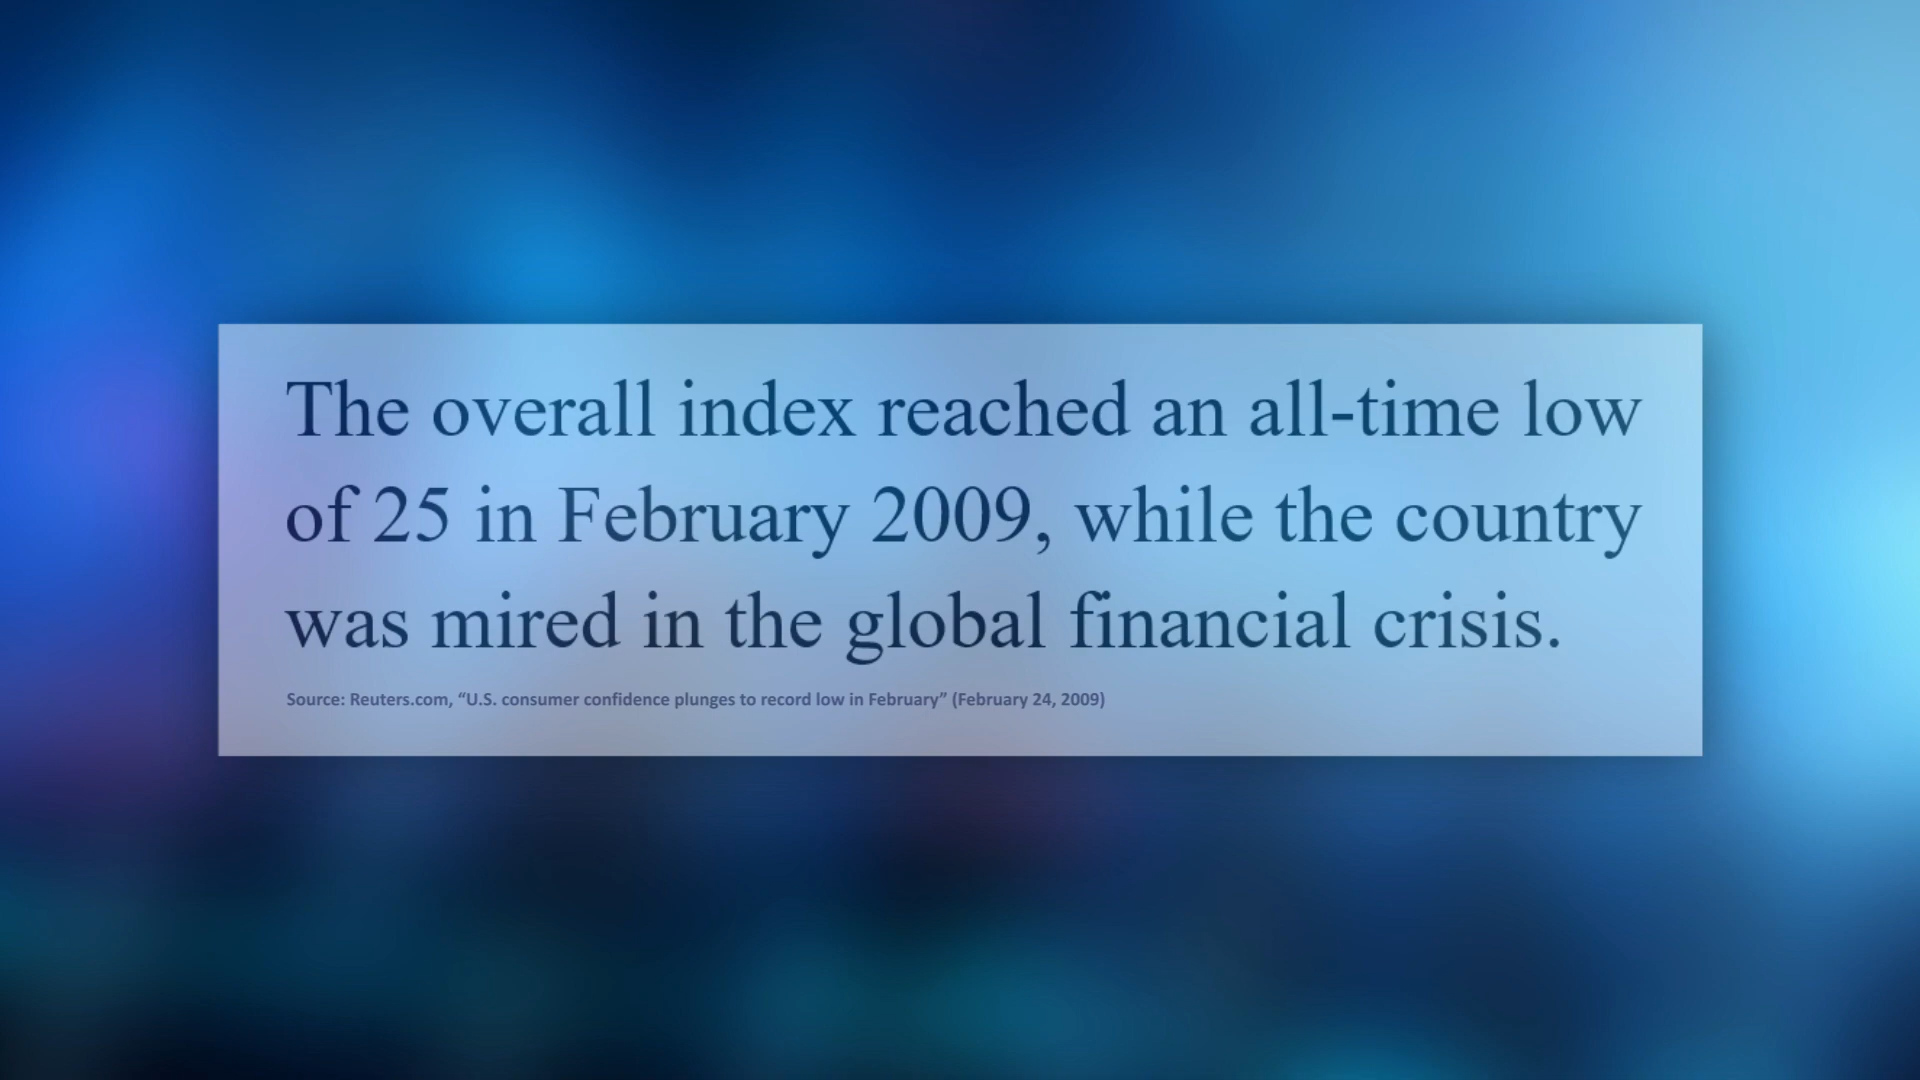 The overall index reached an all-time low
of 25 in February 2009, while the country
was mired in the global financial crisis.
Source: Reuters.com, “U.S. consumer confidence plunges to record low in February” (February 24, 2009)